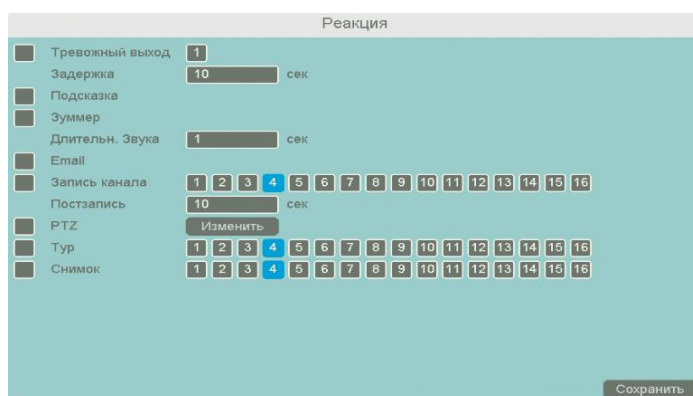 Реакция
Тревожный выход 1
Задержка 10 сек
Подсказка
Зуммер
Длительн. Звука 1 сек
Email
Запись канала 1 2 3 4 5 6 7 8 9 10 11 12 13 14 15 16
Постзапись 10 сек
PTZ Изменить
Тур 1 2 3 4 5 6 7 8 9 10 11 12 13 14 15 16
Снимок 1 2 3 4 5 6 7 8 9 10 11 12 13 14 15 16
Сохранить